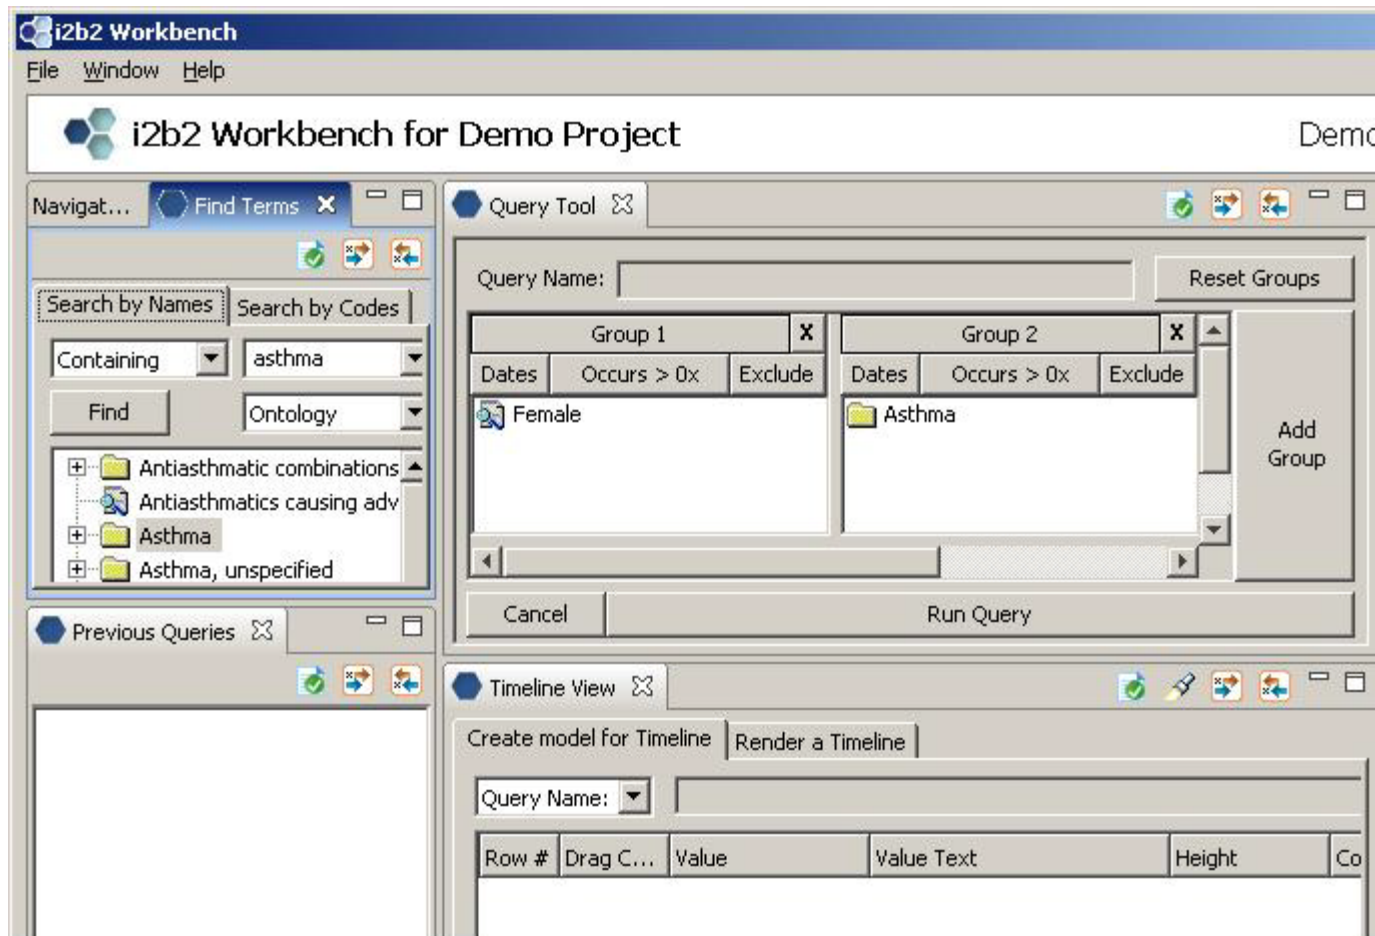 i2b2 Workbench
File Window Help
i2b2 Workbench for Demo Project Demo
Navigat... Find Terms
Search by Names Search by Codes
Containing asthma
Find Ontology
Antiasthmatic combinations
Antiasthmatics causing adv
Asthma
Asthma, unspecified
Query Tool
Query Name: Reset Groups
Group 1 X Group 2 X
Dates Occurs > 0x Exclude Dates Occurs > 0x Exclude
Female Asthma
Add
Group
Cancel Run Query
Previous Queries
Timeline View
Create model for Timeline Render a Timeline
Query Name:
Row # Drag C... Value Value Text Height Co